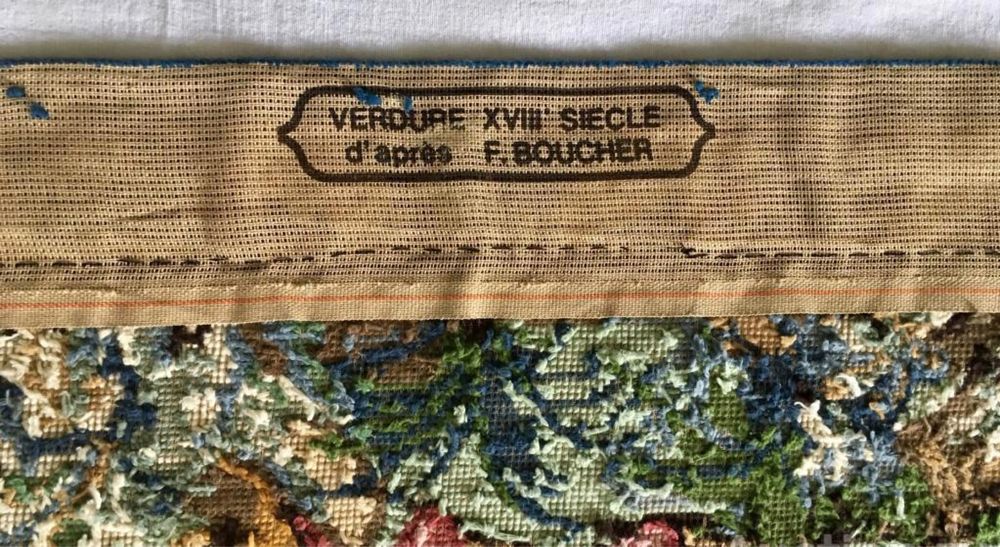 VERDURE XVIII' SIECLE
d'après F. BOUCHER